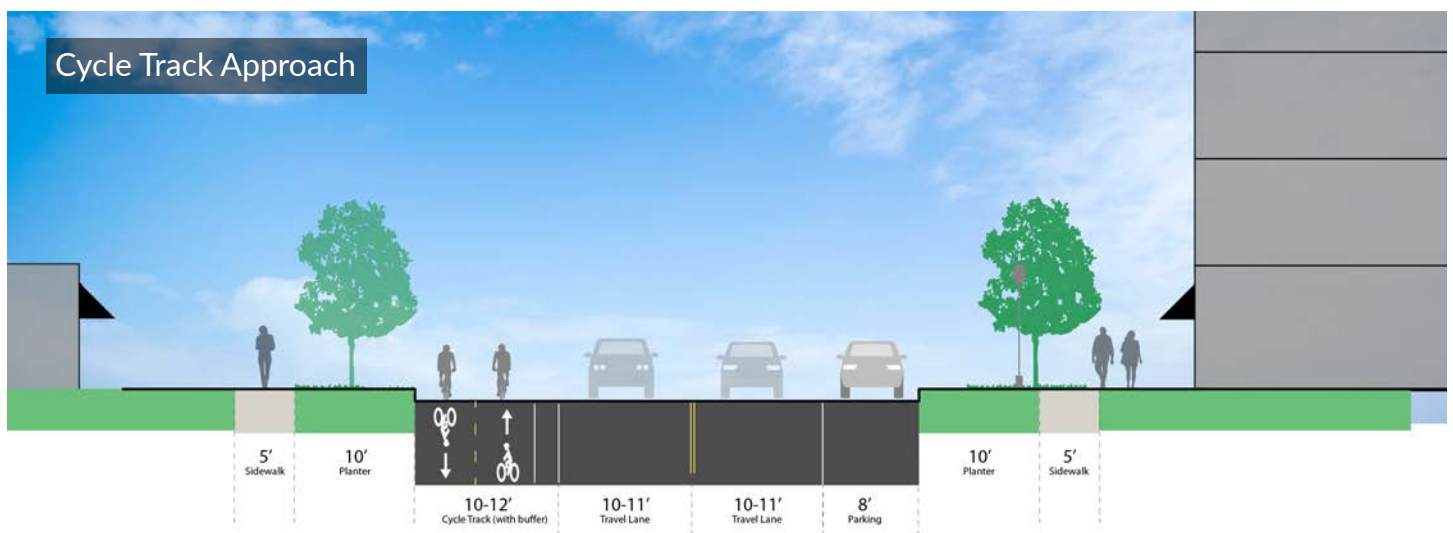 Cycle Track Approach
5’
Sidewalk
10’
Planter
10-12’
Cycle Track (with buffer)
10-11’
Travel Lane
10-11’
Travel Lane
8’
Parking
10’
Planter
5’
Sidewalk